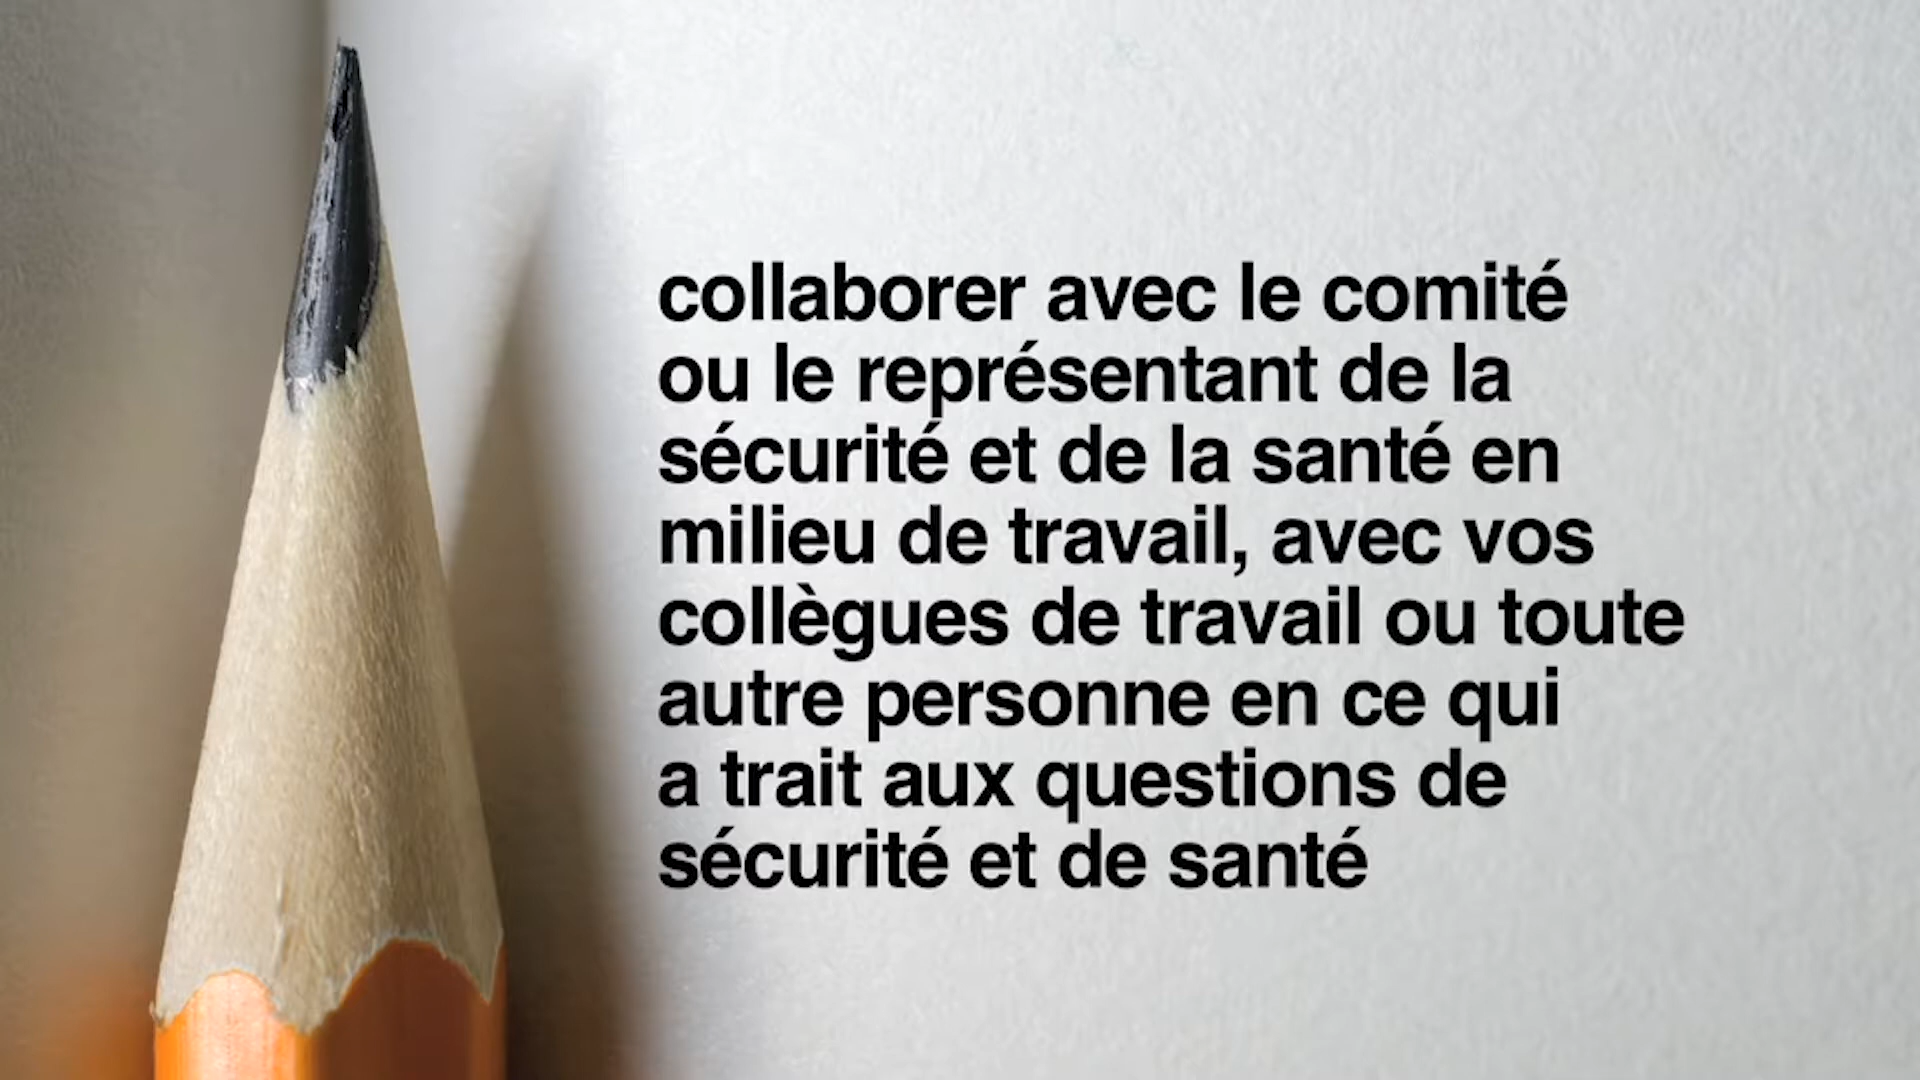 collaborer avec le comité
ou le représentant de la
sécurité et de la santé en
milieu de travail, avec vos
collègues de travail ou toute
autre personne en ce qui
a trait aux questions de
sécurité et de santé